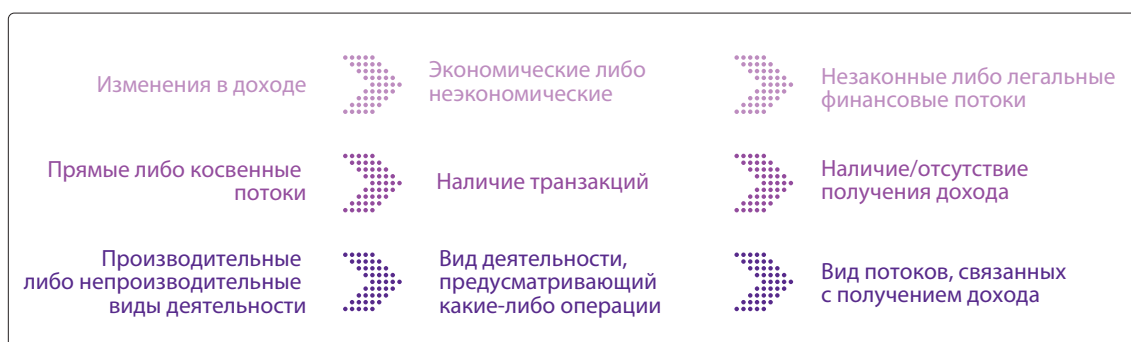 Изменения в доходе
Экономические либо
неэкономические
Незаконные либо легальные
финансовые потоки
Прямые либо косвенные
потоки
Наличие транзакций
Наличие/отсутствие
получения дохода
Производительные
либо непроизводительные
виды деятельности
Вид деятельности,
предусматривающий
какие-либо операции
Вид потоков, связанных
с получением дохода